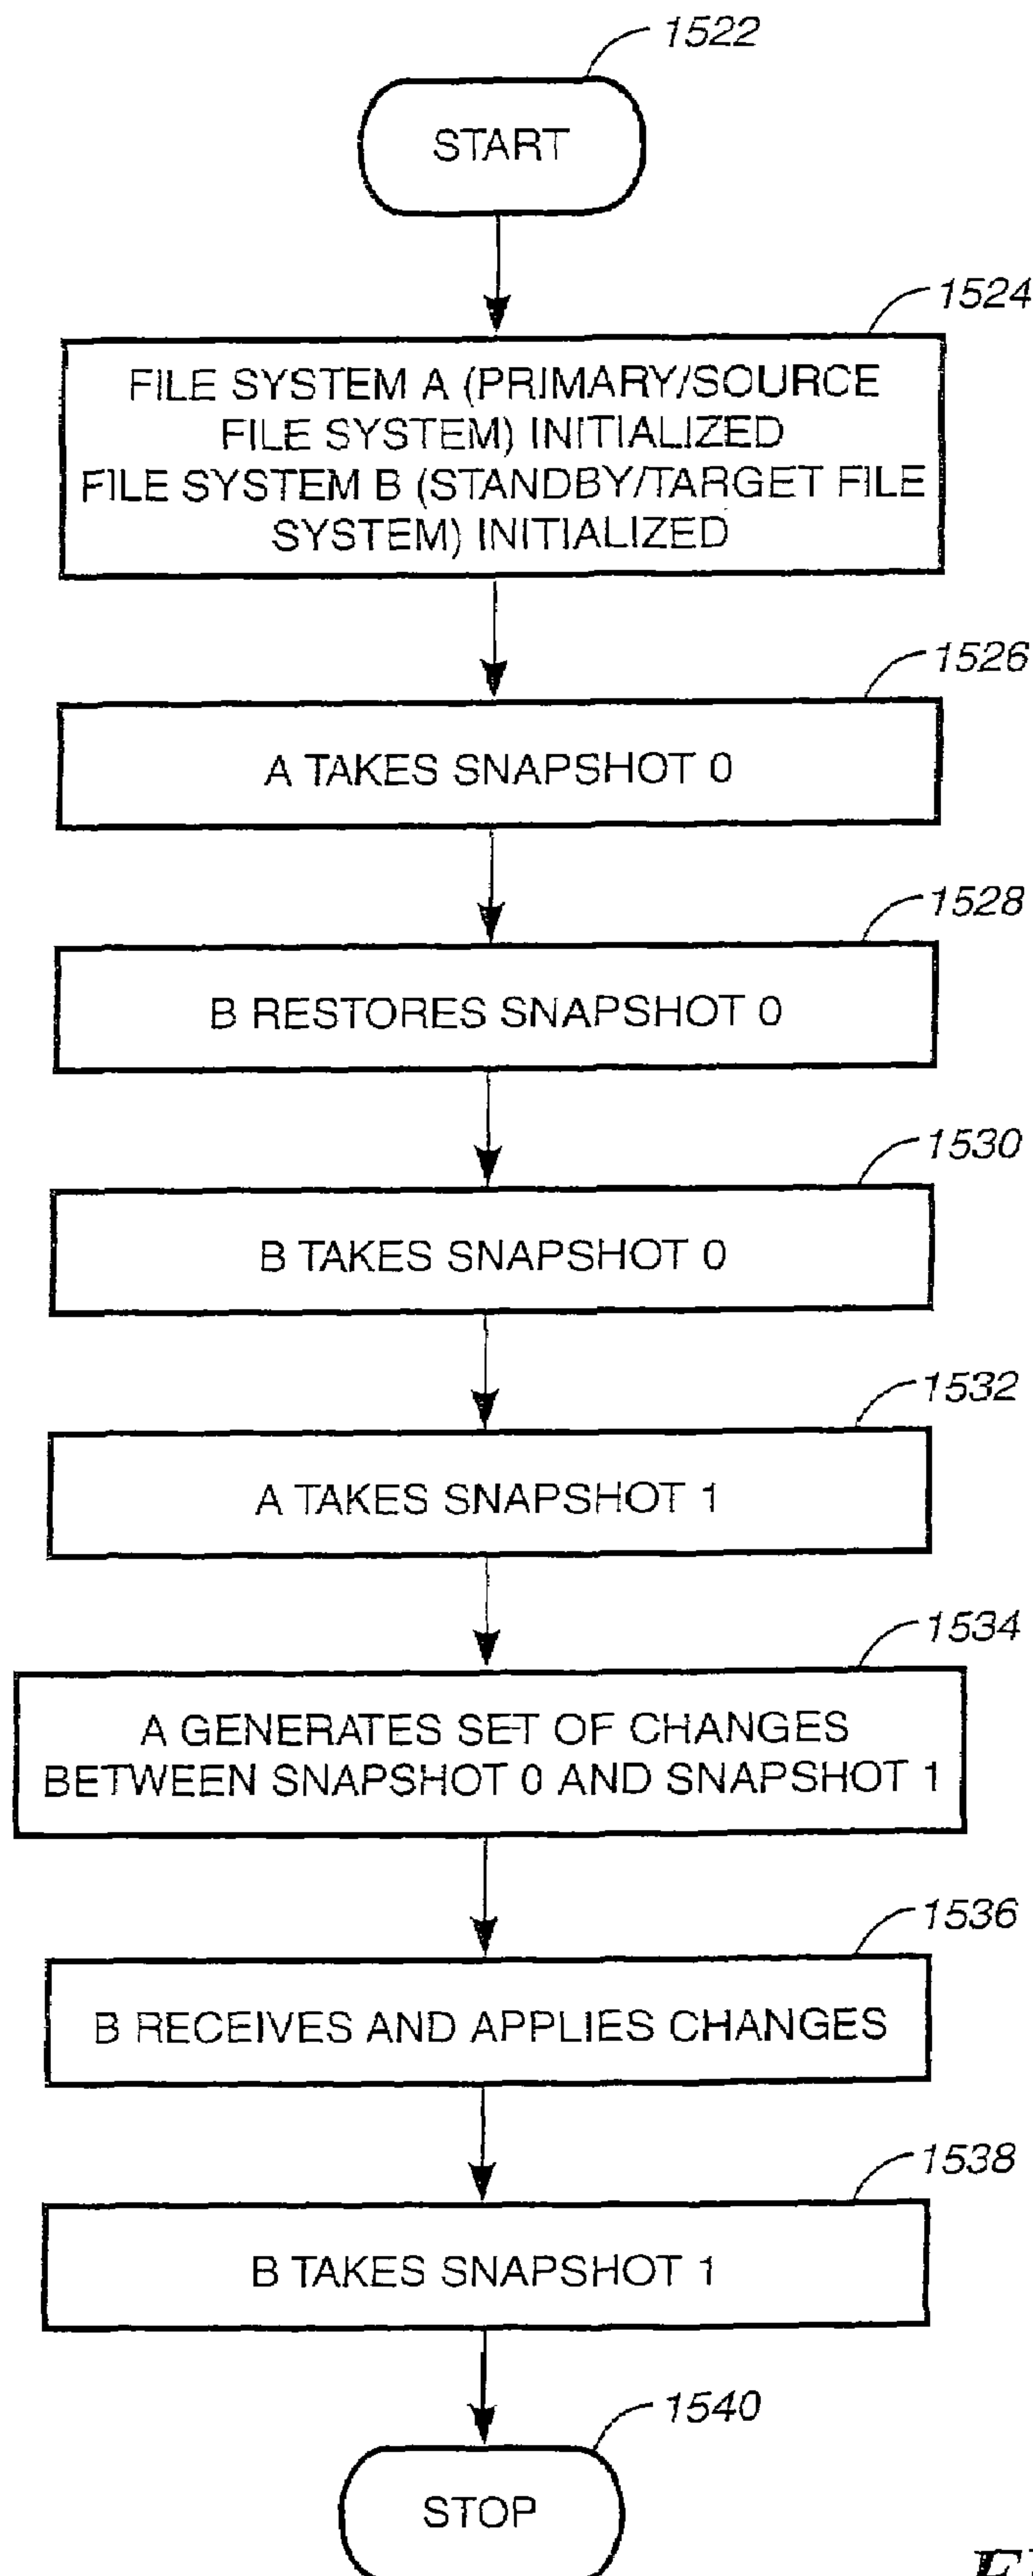 1522
START
1524
FILE SYSTEM A (PRIMARY/SOURCE
FILE SYSTEM) INITIALIZED
FILE SYSTEM B (STANDBY/TARGET FILE
SYSTEM) INITIALIZED
1526
A TAKES SNAPSHOT 0
1528
B RESTORES SNAPSHOT 0
1530
B TAKES SNAPSHOT 0
1532
A TAKES SNAPSHOT 1
1534
A GENERATES SET OF CHANGES
BETWEEN SNAPSHOT 0 AND SNAPSHOT 1
1536
B RECEIVES AND APPLIES CHANGES
1538
B TAKES SNAPSHOT 1
1540
STOP